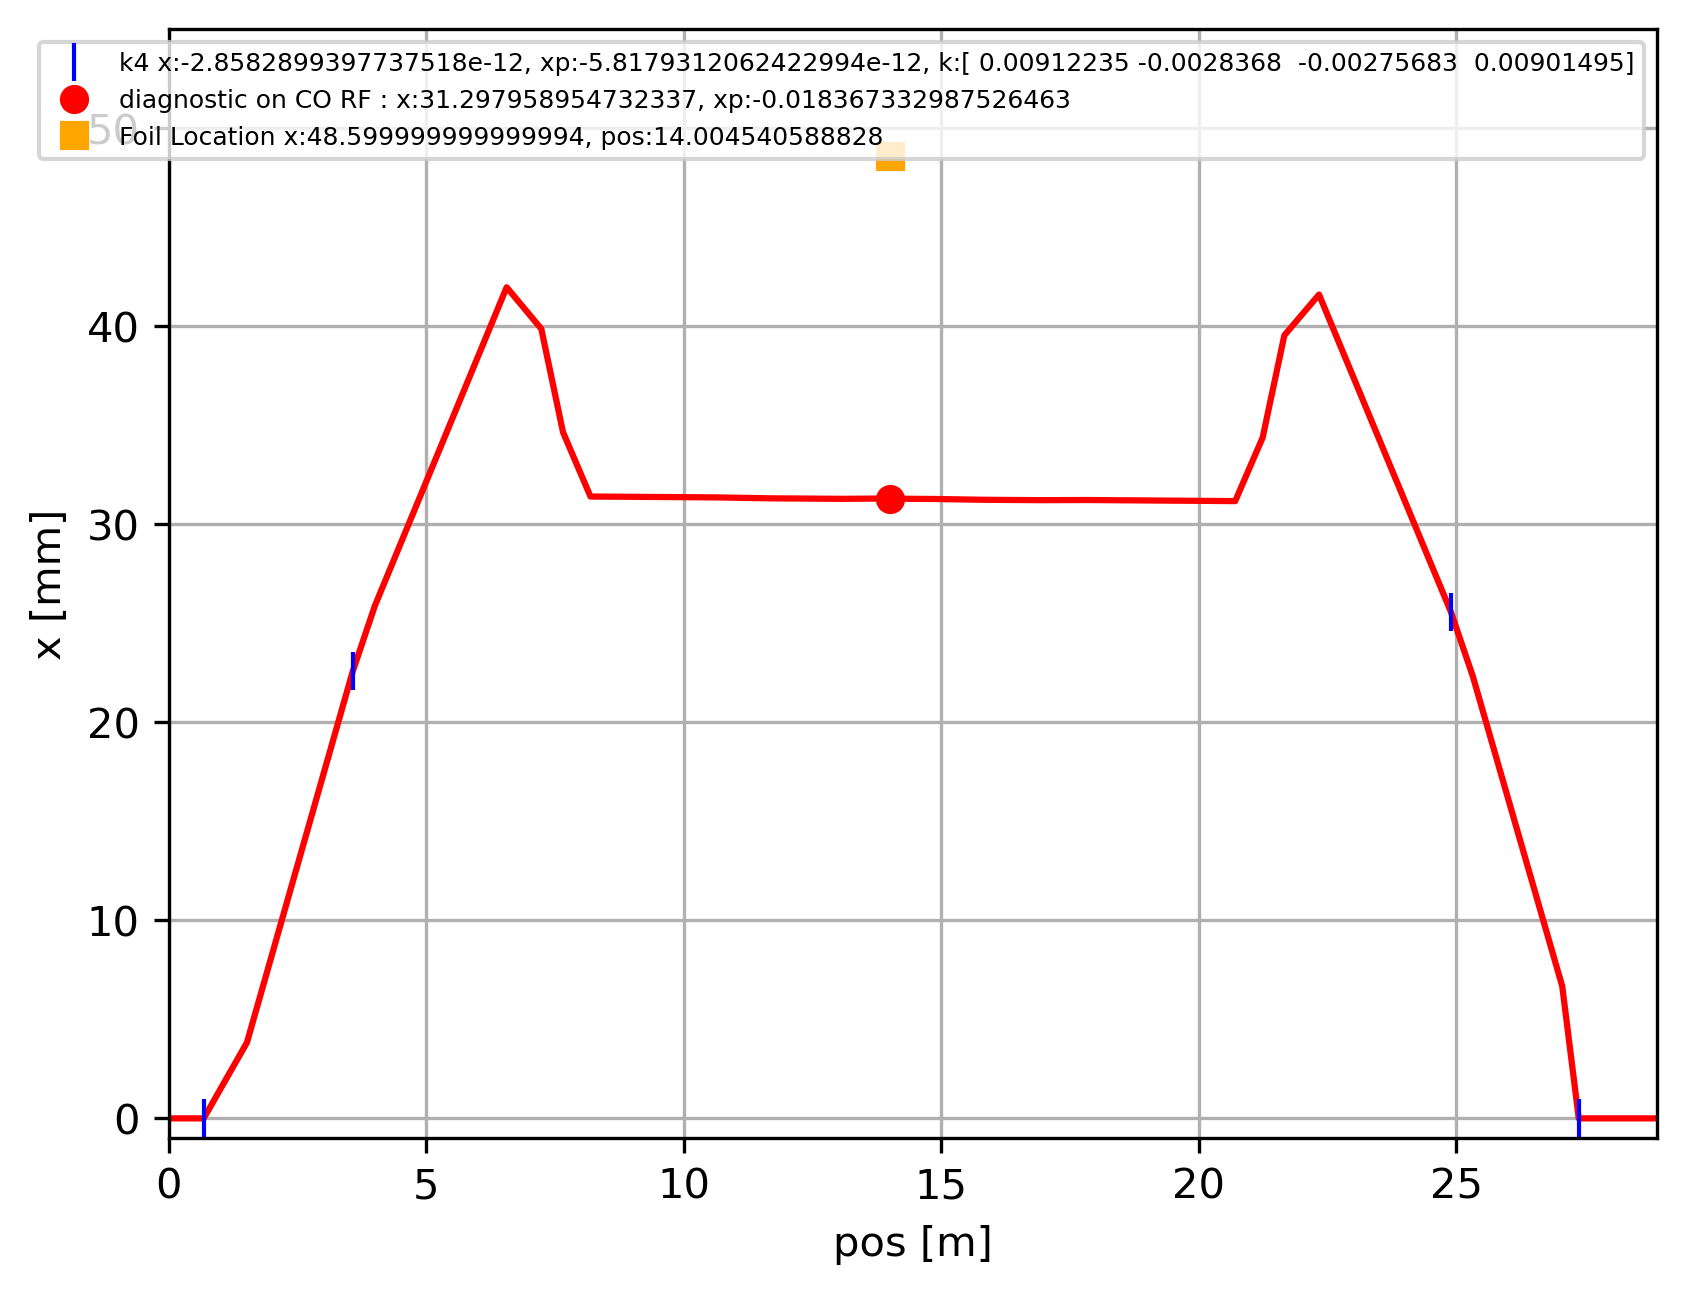 k4 x:-2.8582899397737518e-12, xp:-5.8179312062422994e-12, k:[ 0.00912235 -0.0028368  -0.00275683  0.00901495]
diagnostic on CO RF : x:31.297958954732337, xp:-0.018367332987526463
Foil Location x:48.599999999999994, pos:14.004540588828
50
40
30
20
10
0
x [mm]
0 5 10 15 20 25
pos [m]